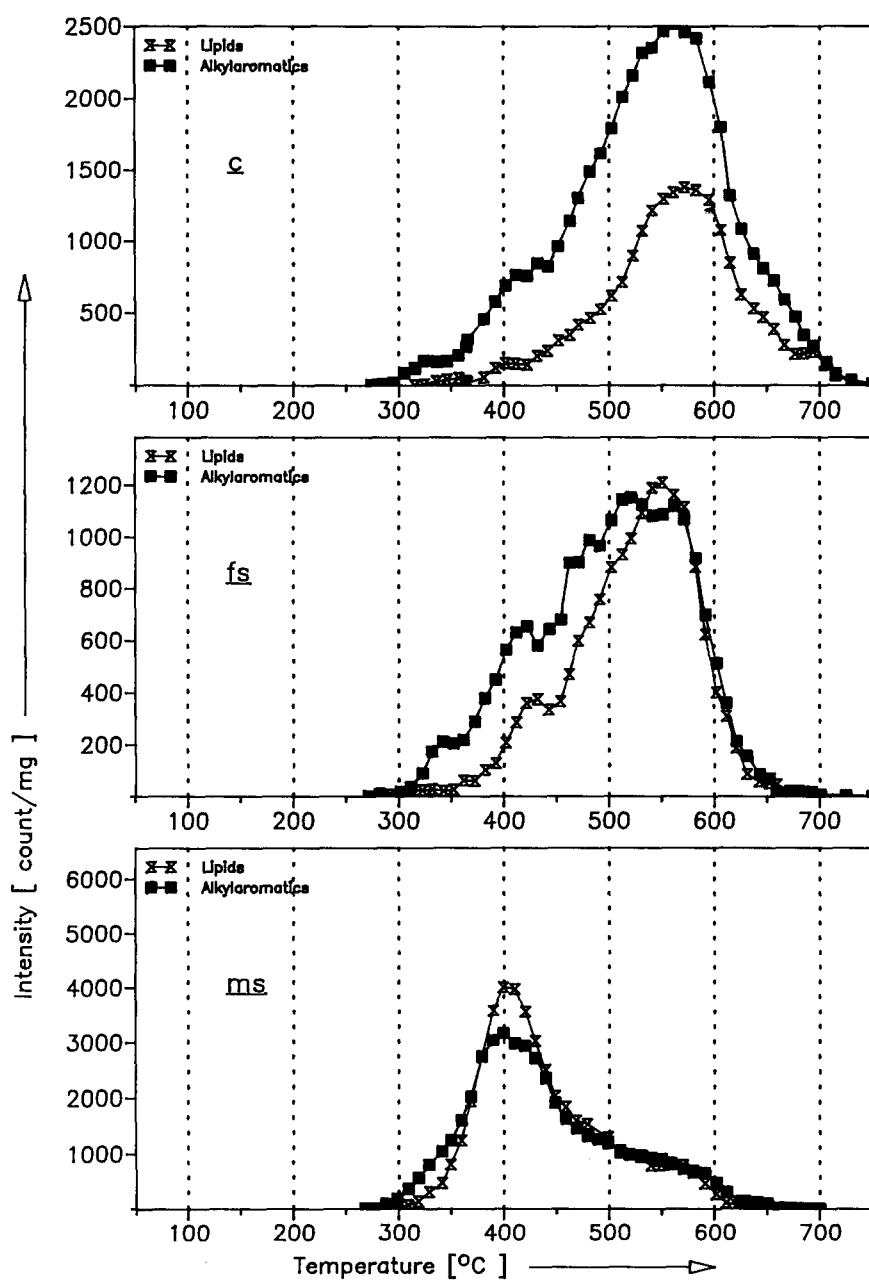 2500
Lipids
Alkylaromatics
2000
c
1500
1000
500
100 200 300 400 500 600 700
Lipids
Alkylaromatics
1200
1000
fs
800
600
400
200
100 200 300 400 500 600 700
Lipids
Alkylaromatics
6000
5000
ms
4000
3000
2000
1000
100 200 300 400 500 600 700
Temperature [°C]
Intensity [ count/mg ]